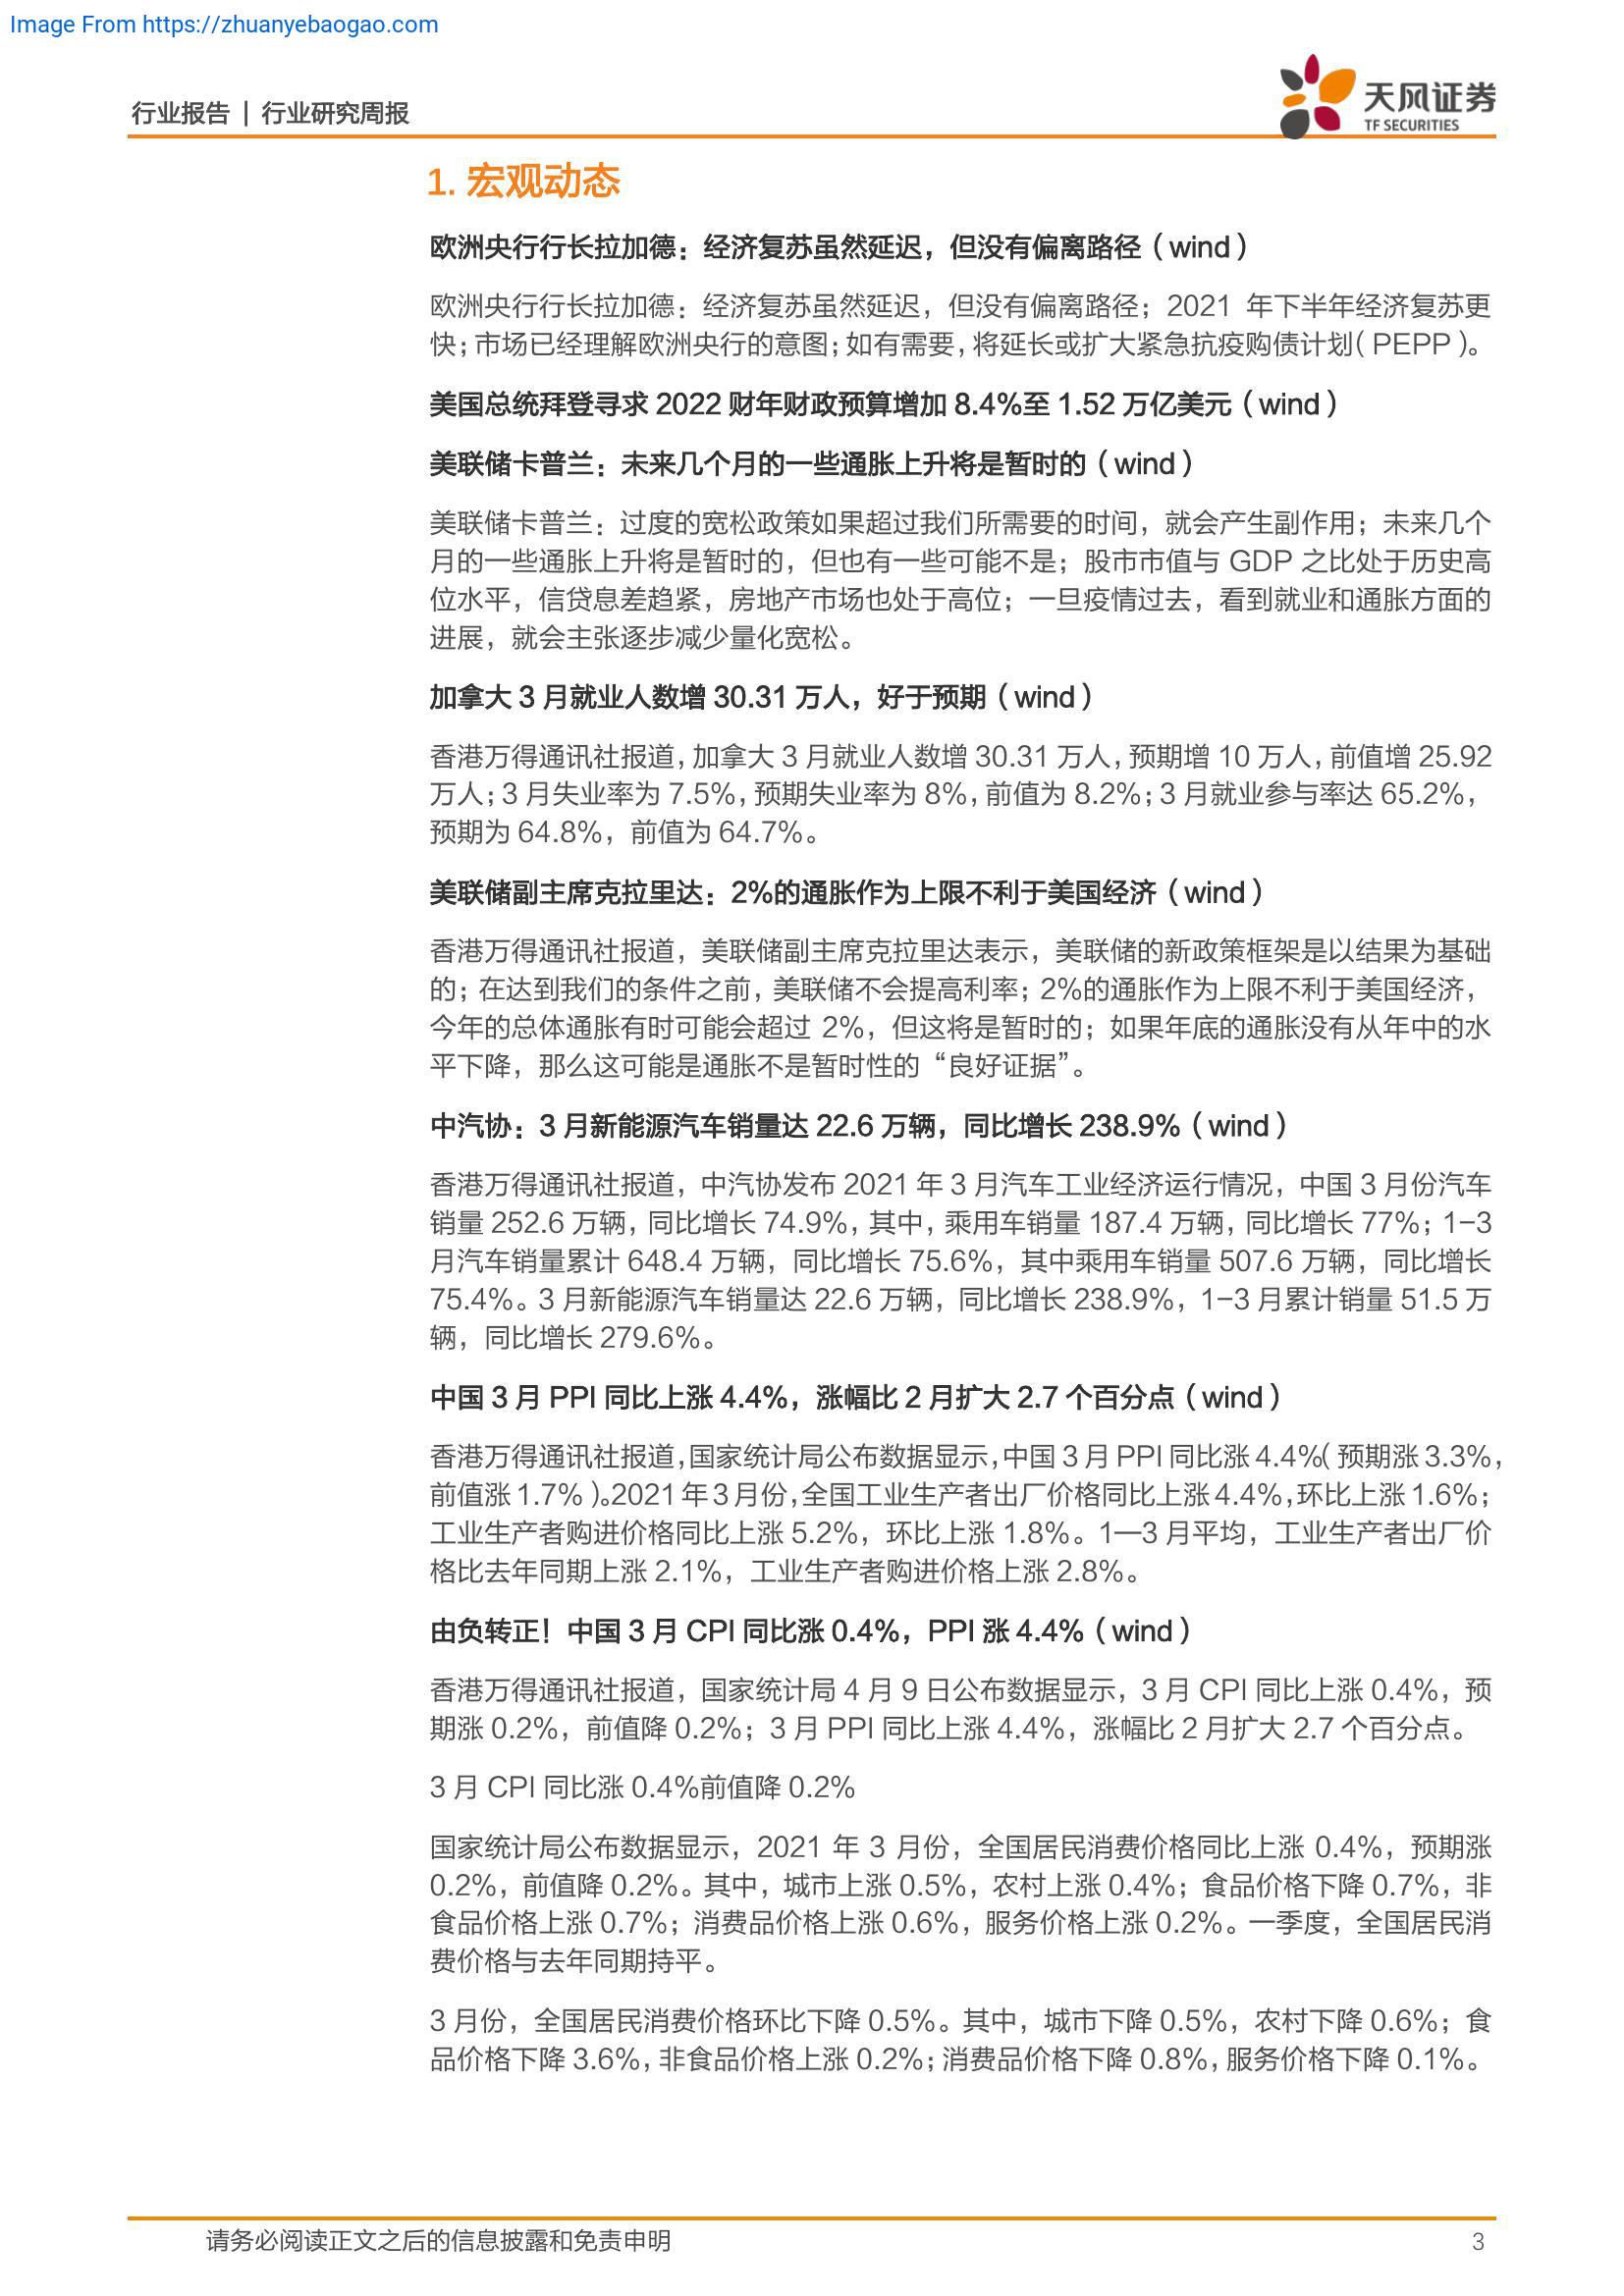 Image From https://zhuanyebaogao.com
行业报告 | 行业研究周报
天风证券
TF SECURITIES
1. 宏观动态
欧洲央行行长拉加德：经济复苏虽然延迟，但没有偏离路径（wind）
欧洲央行行长拉加德：经济复苏虽然延迟，但没有偏离路径；2021 年下半年经济复苏更
快；市场已经理解欧洲央行的意图；如有需要，将延长或扩大紧急抗疫购债计划（PEPP）。
美国总统拜登寻求 2022 财年财政预算增加 8.4%至 1.52 万亿美元（wind）
美联储卡普兰：未来几个月的一些通胀上升将是暂时的（wind）
美联储卡普兰：过度的宽松政策如果超过我们所需要的时间，就会产生副作用；未来几个
月的一些通胀上升将是暂时的，但也有一些可能不是；股市市值与 GDP 之比处于历史高
位水平，信贷息差趋紧，房地产市场也处于高位；一旦疫情过去，看到就业和通胀方面的
进展，就会主张逐步减少量化宽松。
加拿大 3 月就业人数增 30.31 万人，好于预期（wind）
香港万得通讯社报道，加拿大 3 月就业人数增 30.31 万人，预期增 10 万人，前值增 25.92
万人；3 月失业率为 7.5%，预期失业率为 8%，前值为 8.2%；3 月就业参与率达 65.2%，
预期为 64.8%，前值为 64.7%。
美联储副主席克拉里达：2%的通胀作为上限不利于美国经济（wind）
香港万得通讯社报道，美联储副主席克拉里达表示，美联储的新政策框架是以结果为基础
的；在达到我们的条件之前，美联储不会提高利率；2%的通胀作为上限不利于美国经济，
今年的总体通胀有时可能会超过 2%，但这将是暂时的；如果年底的通胀没有从年中的水
平下降，那么这可能是通胀不是暂时性的“良好证据”。
中汽协：3 月新能源汽车销量达 22.6 万辆，同比增长 238.9%（wind）
香港万得通讯社报道，中汽协发布 2021 年 3 月汽车工业经济运行情况，中国 3 月份汽车
销量 252.6 万辆，同比增长 74.9%，其中，乘用车销量 187.4 万辆，同比增长 77%；1-3
月汽车销量累计 648.4 万辆，同比增长 75.6%，其中乘用车销量 507.6 万辆，同比增长
75.4%。3 月新能源汽车销量达 22.6 万辆，同比增长 238.9%，1-3 月累计销量 51.5 万
辆，同比增长 279.6%。
中国 3 月 PPI 同比上涨 4.4%，涨幅比 2 月扩大 2.7 个百分点（wind）
香港万得通讯社报道，国家统计局公布数据显示，中国 3 月 PPI 同比涨 4.4%（预期涨 3.3%，
前值涨 1.7%）。2021 年 3 月份，全国工业生产者出厂价格同比上涨 4.4%，环比上涨 1.6%；
工业生产者购进价格同比上涨 5.2%，环比上涨 1.8%。1—3 月平均，工业生产者出厂价
格比去年同期上涨 2.1%，工业生产者购进价格上涨 2.8%。
由负转正！中国 3 月 CPI 同比涨 0.4%，PPI 涨 4.4%（wind）
香港万得通讯社报道，国家统计局 4 月 9 日公布数据显示，3 月 CPI 同比上涨 0.4%，预
期涨 0.2%，前值降 0.2%；3 月 PPI 同比上涨 4.4%，涨幅比 2 月扩大 2.7 个百分点。
3 月 CPI 同比涨 0.4%前值降 0.2%
国家统计局公布数据显示，2021 年 3 月份，全国居民消费价格同比上涨 0.4%，预期涨
0.2%，前值降 0.2%。其中，城市上涨 0.5%，农村上涨 0.4%；食品价格下降 0.7%，非
食品价格上涨 0.7%；消费品价格上涨 0.6%，服务价格上涨 0.2%。一季度，全国居民消
费价格与去年同期持平。
3 月份，全国居民消费价格环比下降 0.5%。其中，城市下降 0.5%，农村下降 0.6%；食
品价格下降 3.6%，非食品价格上涨 0.2%；消费品价格下降 0.8%，服务价格下降 0.1%。
请务必阅读正文之后的信息披露和免责申明
3